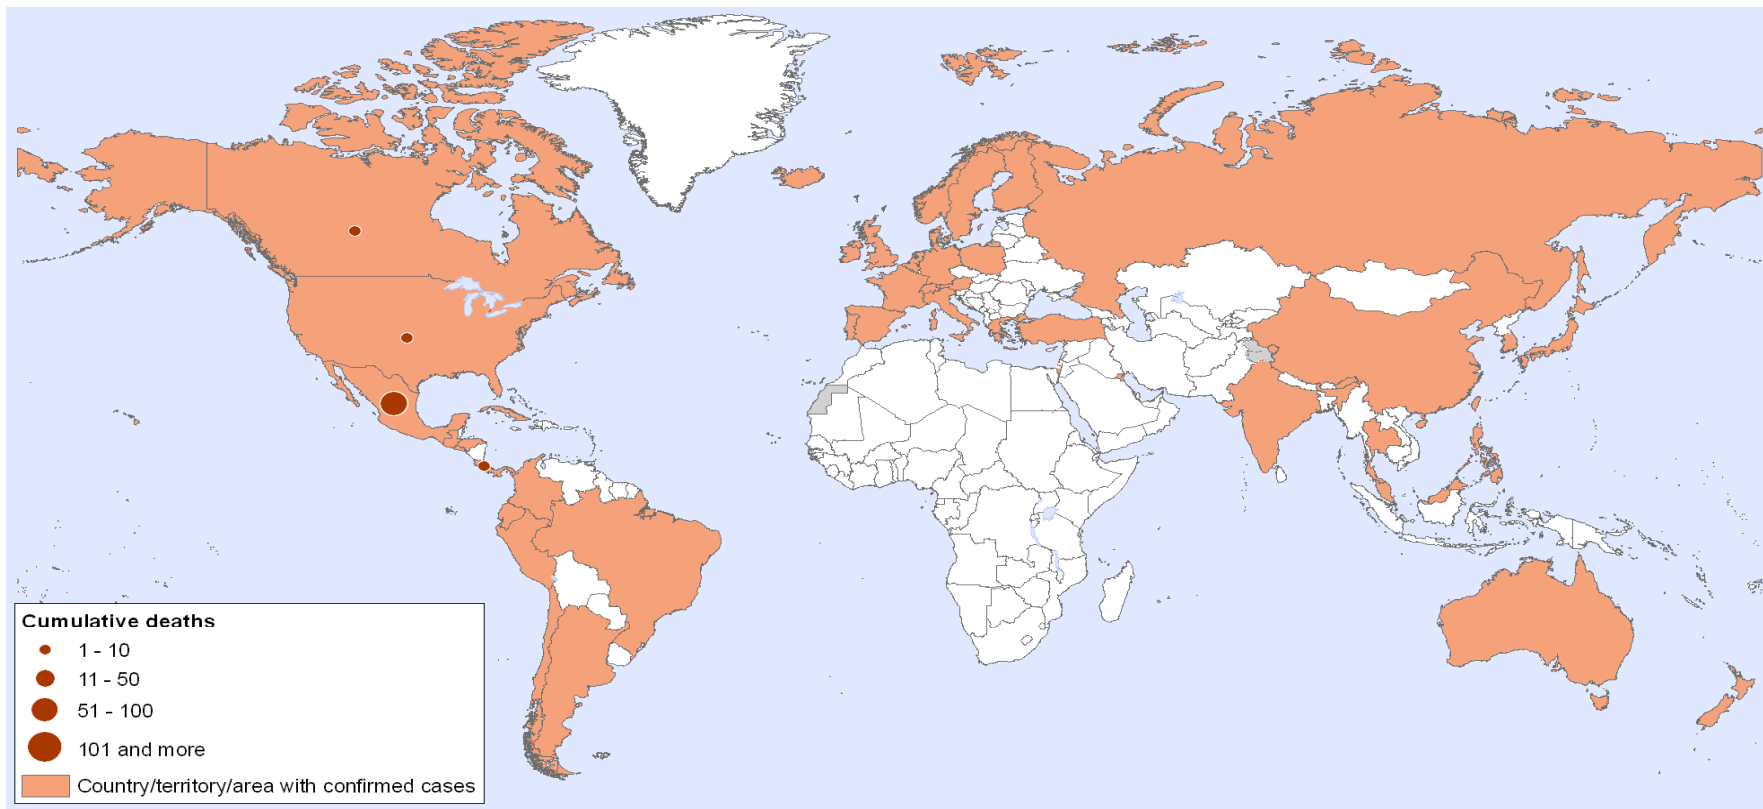 Cumulative deaths
1 - 10
11 - 50
51 - 100
101 and more
Country/territory/area with confirmed cases